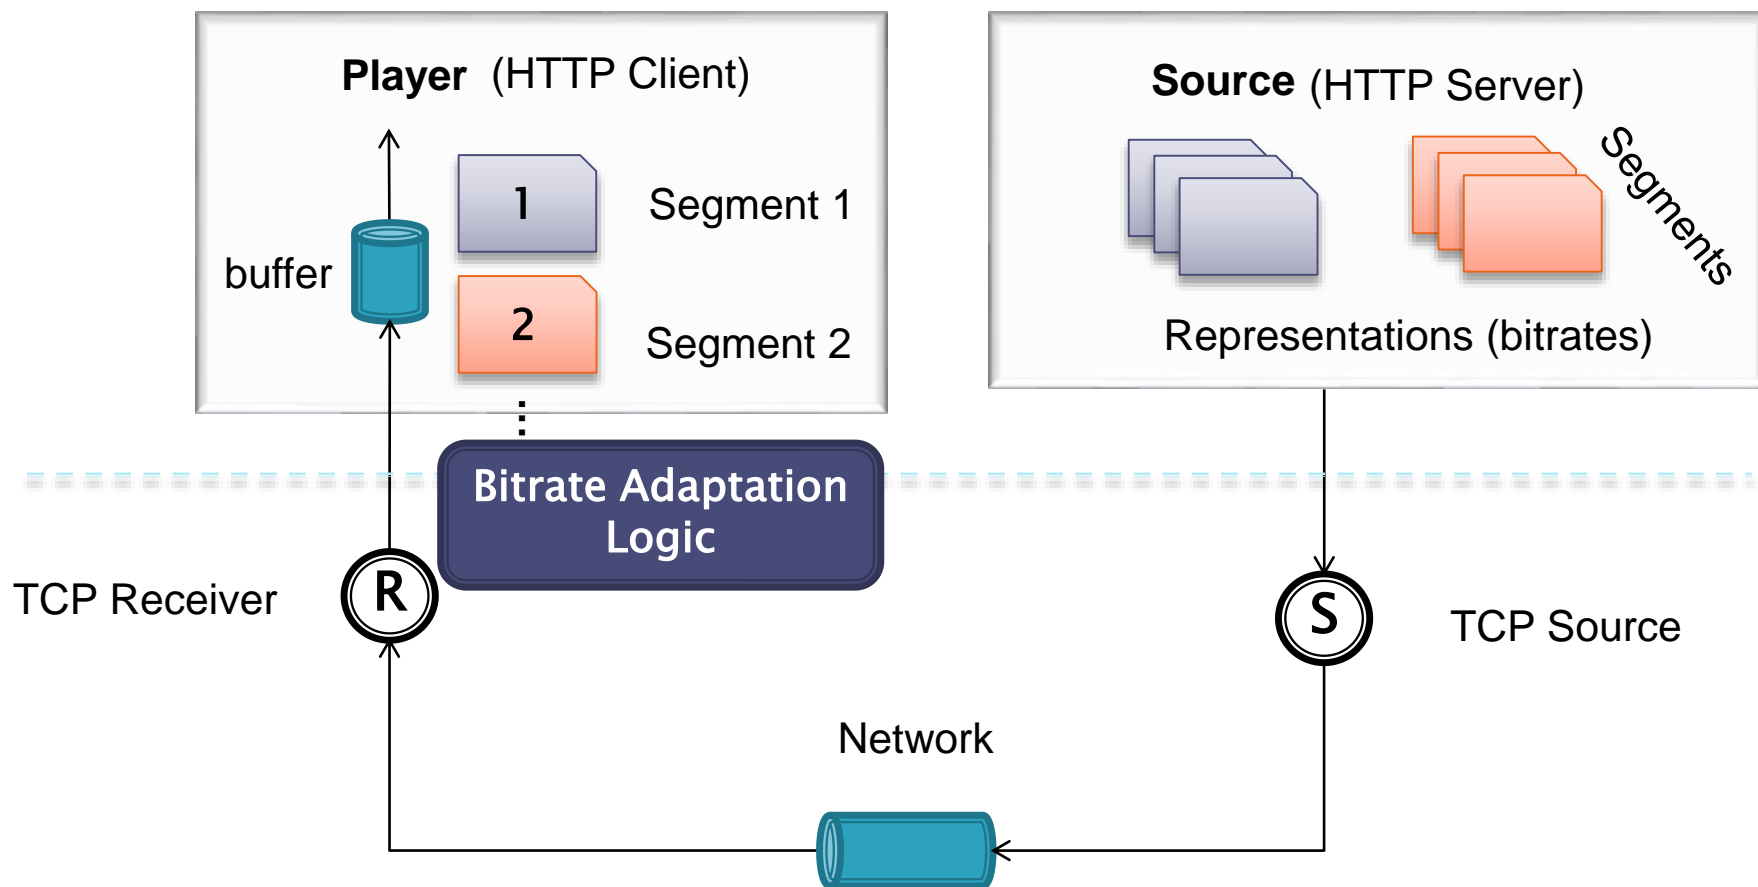 Player (HTTP Client)
1
Segment 1
buffer
2
Segment 2
Source (HTTP Server)
Segments
Representations (bitrates)
Bitrate Adaptation
Logic
TCP Receiver
R
S
TCP Source
Network